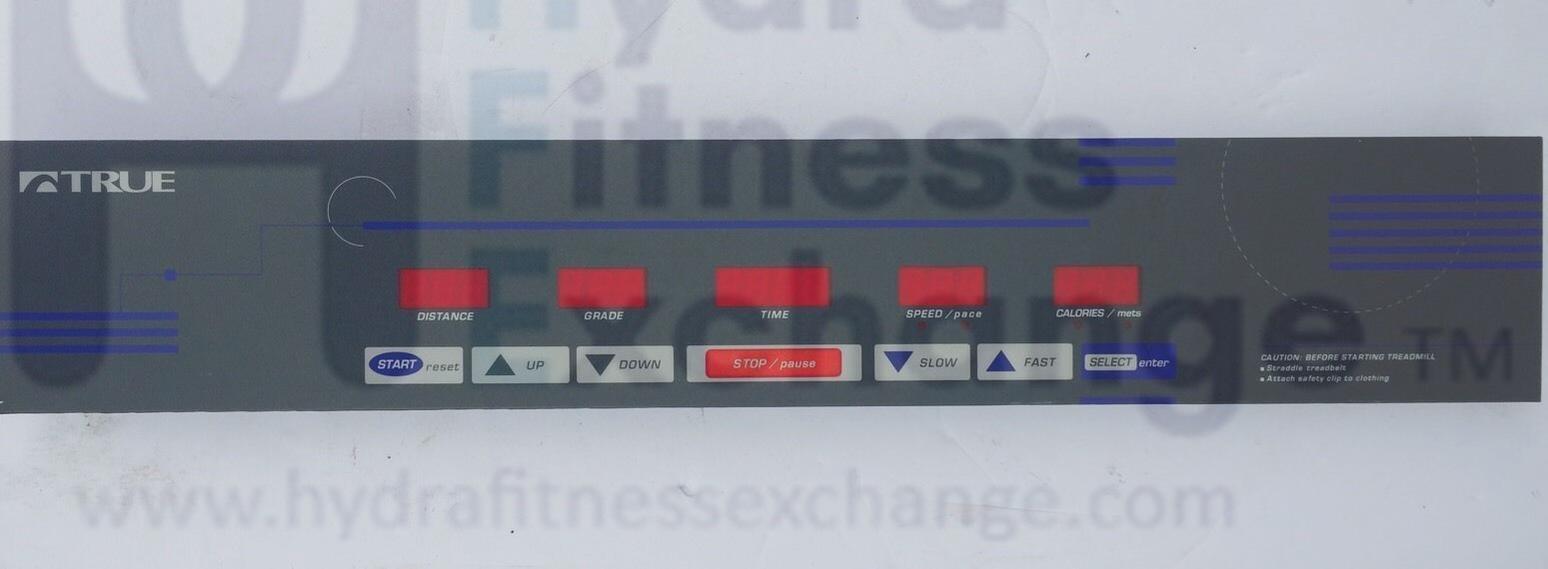 Hydra
Fitness
Exchange TM
TRUE
DISTANCE GRADE TIME SPEED / pace CALORIES / mets
START reset UP DOWN STOP / pause SLOW FAST SELECT enter
CAUTION: BEFORE STARTING TREADMILL
▪ Straddle treadbelt
▪ Attach safety clip to clothing
www.hydrafitnessexchange.com